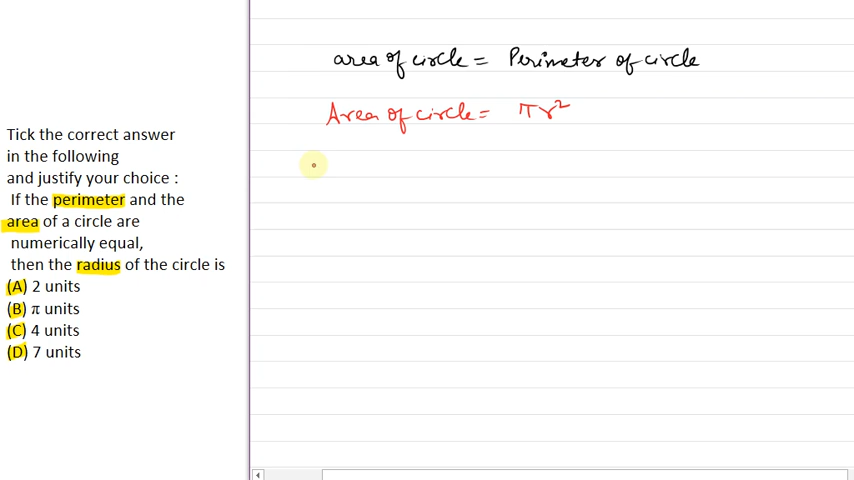 area of circle = Perimeter of circle
Area of circle = πr²
Tick the correct answer
in the following
and justify your choice :
If the perimeter and the
area of a circle are
numerically equal,
then the radius of the circle is
(A) 2 units
(B) π units
(C) 4 units
(D) 7 units